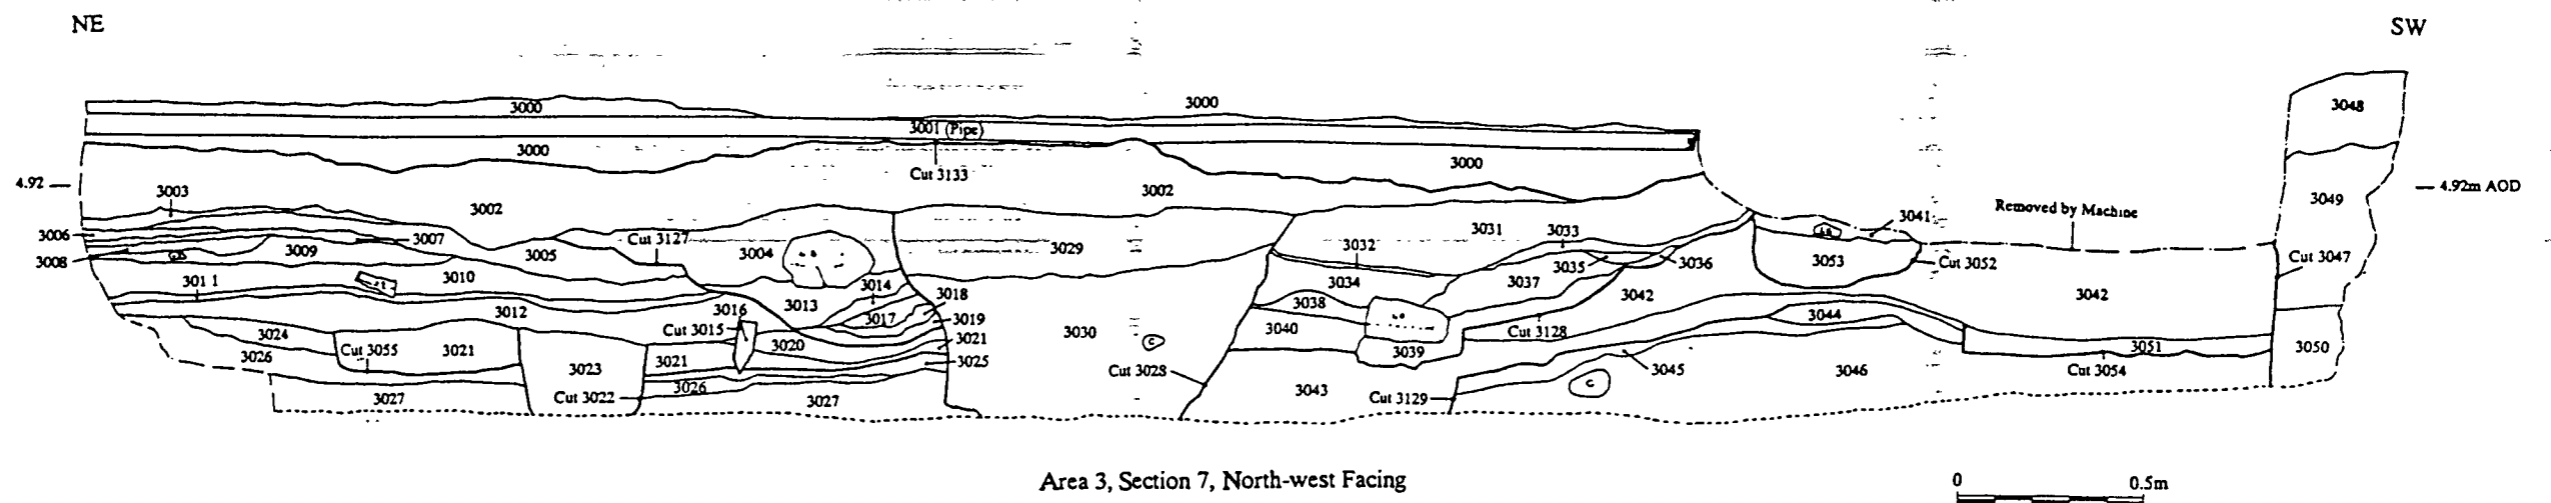 NE
SW
3000
3000
3048
3001 (Pipe)
3000
3000
Cut 3133
4.92
3003
3002
4.92m AOD
3049
3002
Removed by Machine
3041
3006
3007
Cut 3127
3031
3033
3009
3005
3004
3029
3032
3008
3035
3036
3053
Cut 3052
Cut 3047
3011
3010
3014
3034
3037
3042
3042
3013
3018
3038
3012
3016
3017
3019
3044
3024
Cut 3015
3030
3040
Cut 3128
3020
3021
3026
Cut 3055
3021
3051
3050
3039
3023
3021
3025
Cut 3028
C
3045
3046
Cut 3054
3026
C
3027
Cut 3022
3027
3043
Cut 3129
Area 3, Section 7, North-west Facing
0 0.5m